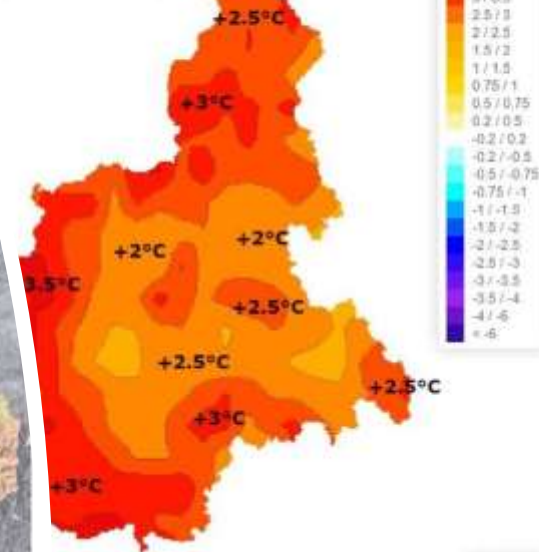 +2.5°C
+3°C
+2°C
+2°C
3.5°C
+2.5°C
+2.5°C
+2.5°C
+3°C
+3°C
2.5 / 3
2 / 2.5
1.5 / 2
1 / 1.5
0.75 / 1
0.5 / 0.75
0.2 / 0.5
-0.2 / 0.2
-0.2 / -0.5
-0.5 / -0.75
-0.75 / -1
-1 / -1.5
-1.5 / -2
-2 / -2.5
-2.5 / -3
-3 / -3.5
-3.5 / -4
-4 / -6
< -6